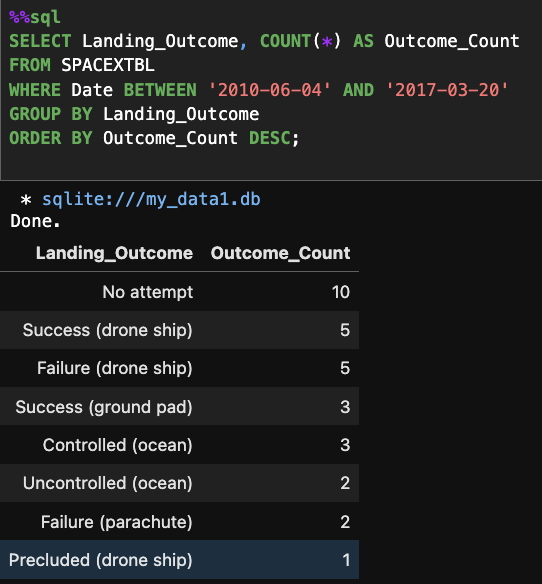 %%sql
SELECT Landing_Outcome, COUNT(*) AS Outcome_Count
FROM SPACEXTBL
WHERE Date BETWEEN '2010-06-04' AND '2017-03-20'
GROUP BY Landing_Outcome
ORDER BY Outcome_Count DESC;
* sqlite:///my_data1.db
Done.
Landing_Outcome Outcome_Count
No attempt 10
Success (drone ship) 5
Failure (drone ship) 5
Success (ground pad) 3
Controlled (ocean) 3
Uncontrolled (ocean) 2
Failure (parachute) 2
Precluded (drone ship) 1